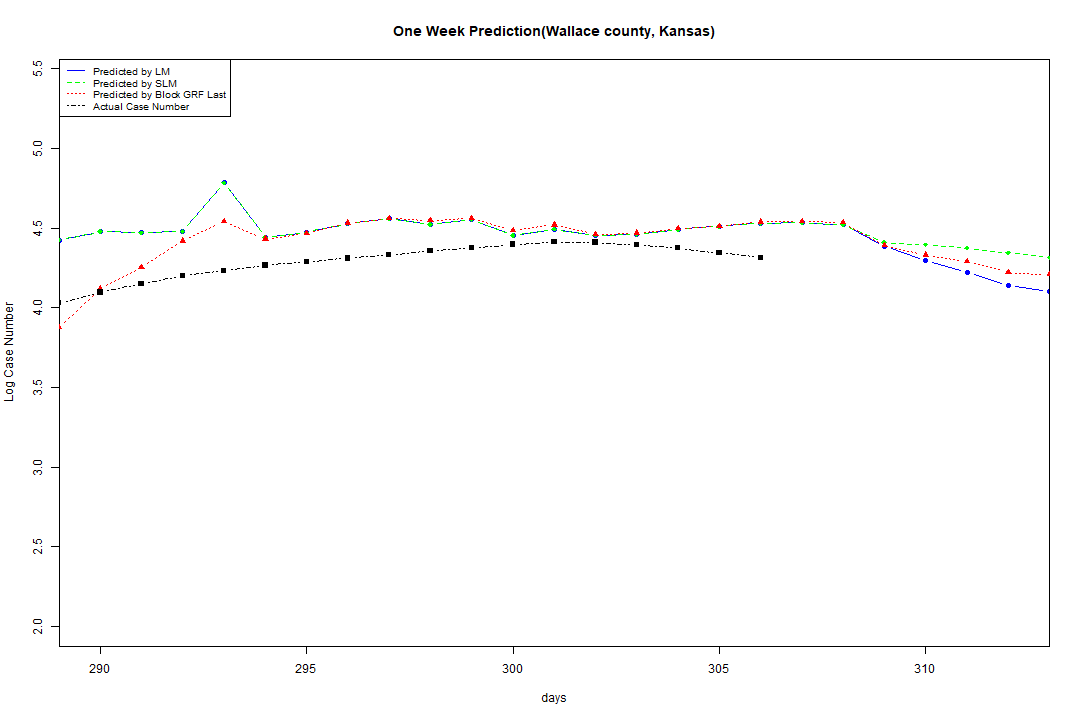 One Week Prediction(Wallace county, Kansas)
Predicted by LM
Predicted by SLM
Predicted by Block GRF Last
Actual Case Number
5.5
5.0
4.5
4.0
3.5
3.0
2.5
2.0
Log Case Number
290 295 300 305 310
days